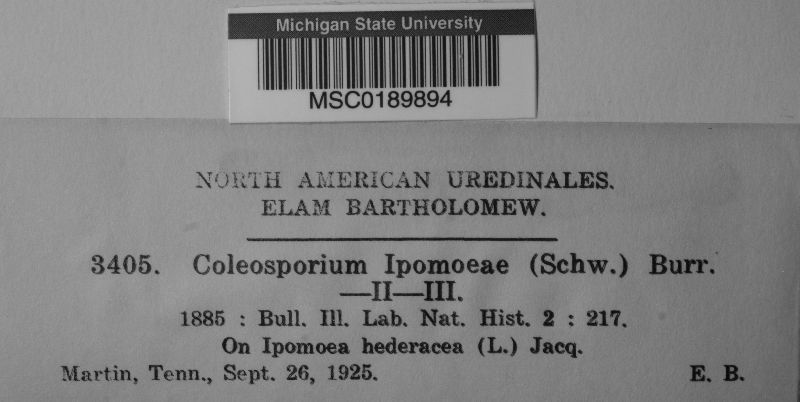 Michigan State University
MSC0189894
NORTH AMERICAN UREDINALES.
ELAM BARTHOLOMEW.
3405. Coleosporium Ipomoeae (Schw.) Burr.
—II—III.
1885 : Bull. Ill. Lab. Nat. Hist. 2 : 217.
On Ipomoea hederacea (L.) Jacq.
Martin, Tenn., Sept. 26, 1925. E. B.